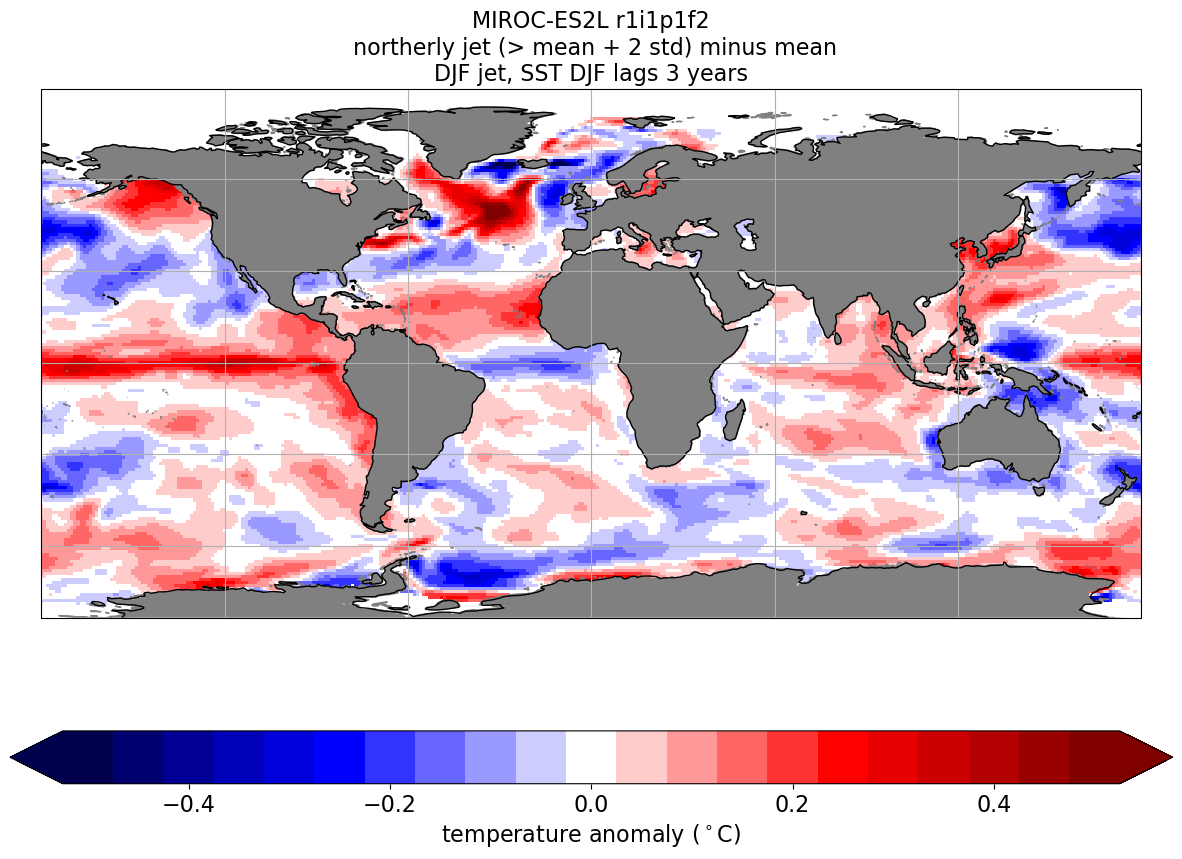 MIROC-ES2L r1i1p1f2
northerly jet (> mean + 2 std) minus mean
DJF jet, SST DJF lags 3 years
−0.4 −0.2 0.0 0.2 0.4
temperature anomaly (°C)